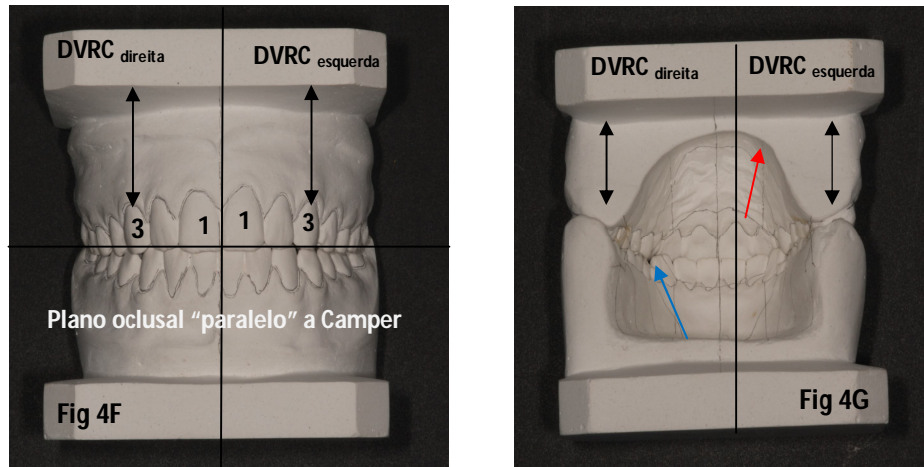 DVRC direita
DVRC esquerda
3 1 1 3
Plano oclusal “paralelo” a Camper
Fig 4F
DVRC direita
DVRC esquerda
Fig 4G